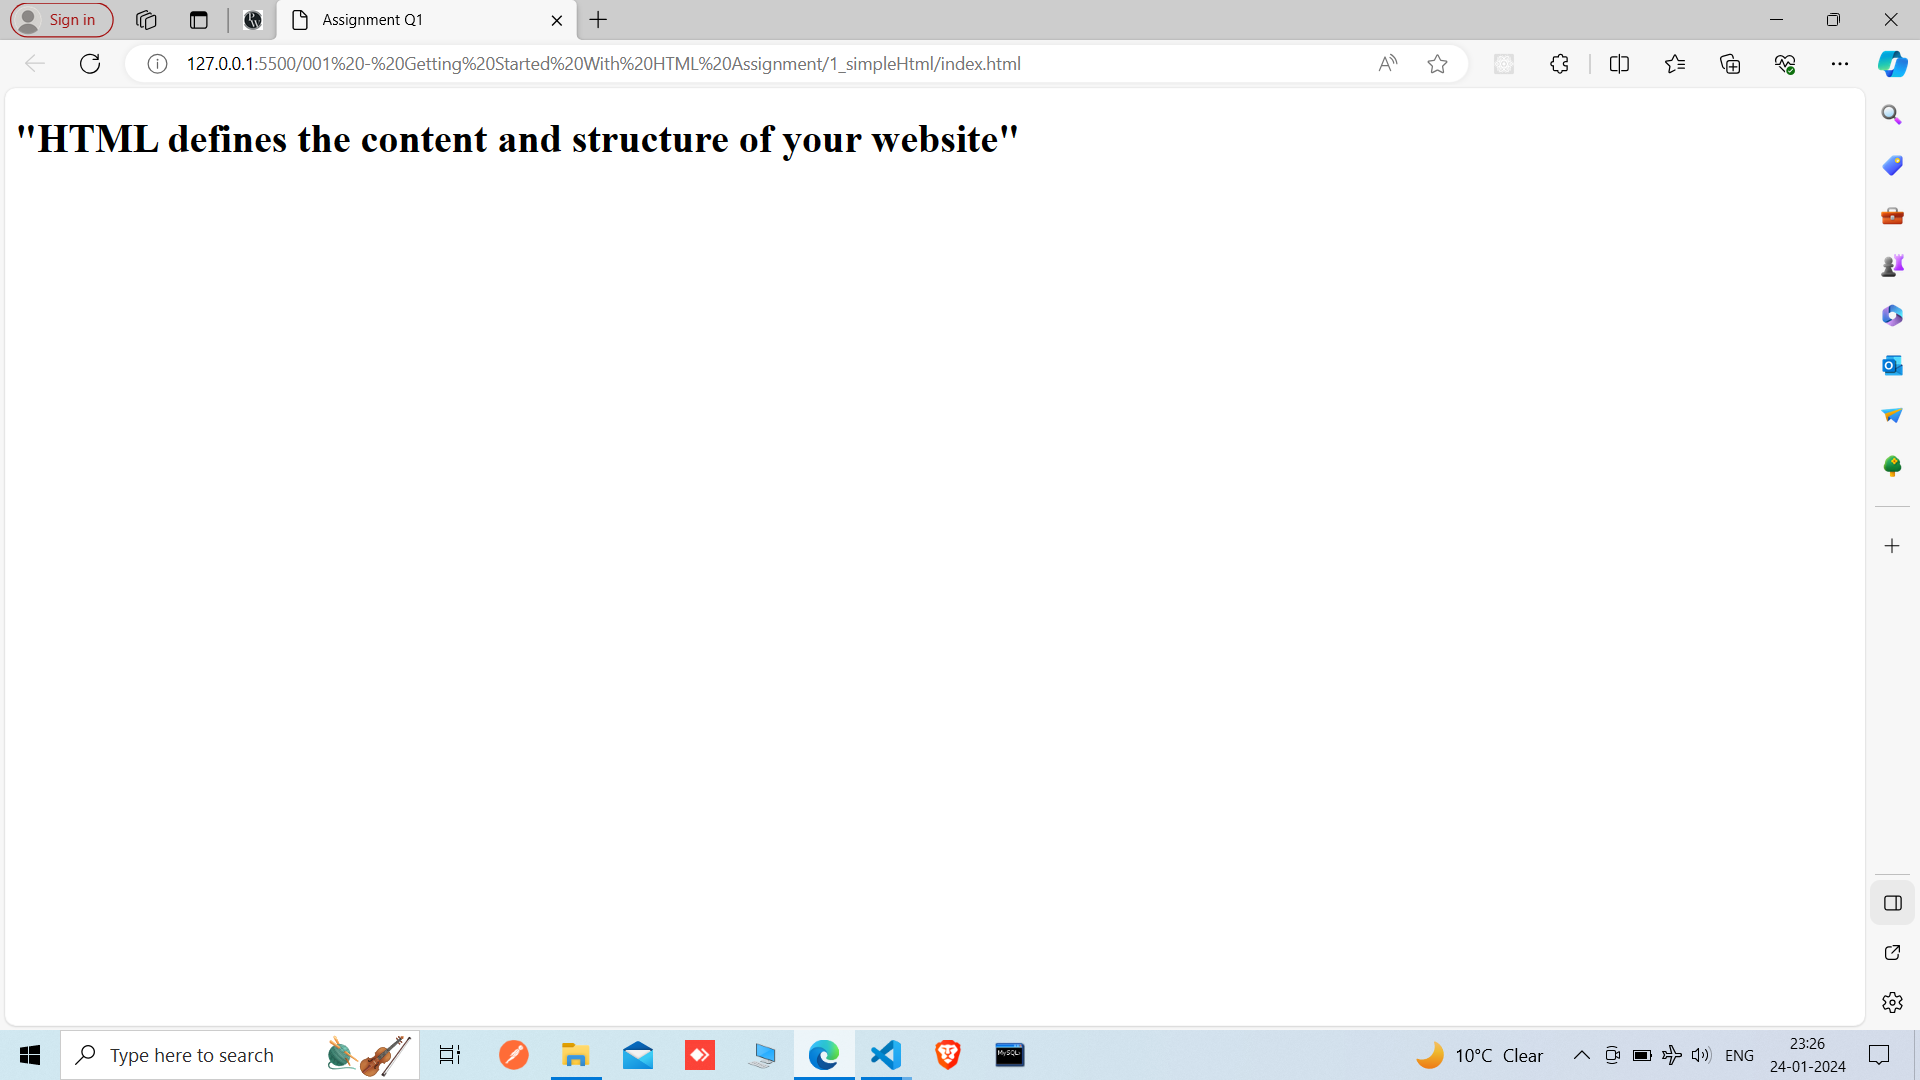 Sign in
Assignment Q1
127.0.0.1:5500/001%20-%20Getting%20Started%20With%20HTML%20Assignment/1_simpleHtml/index.html
"HTML defines the content and structure of your website"
Type here to search
MySQL
10°C Clear
ENG
23:26
24-01-2024